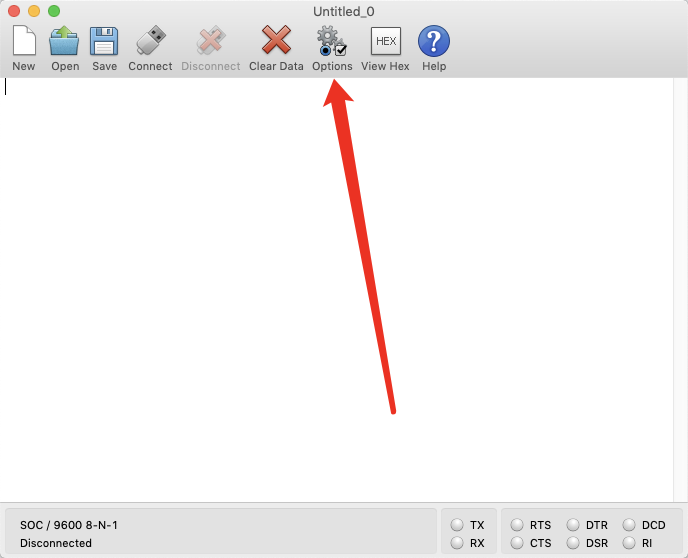 Untitled_0
New Open Save Connect Disconnect Clear Data Options HEX View Hex ? Help
SOC / 9600 8-N-1
Disconnected
TX RTS DTR DCD
RX CTS DSR RI